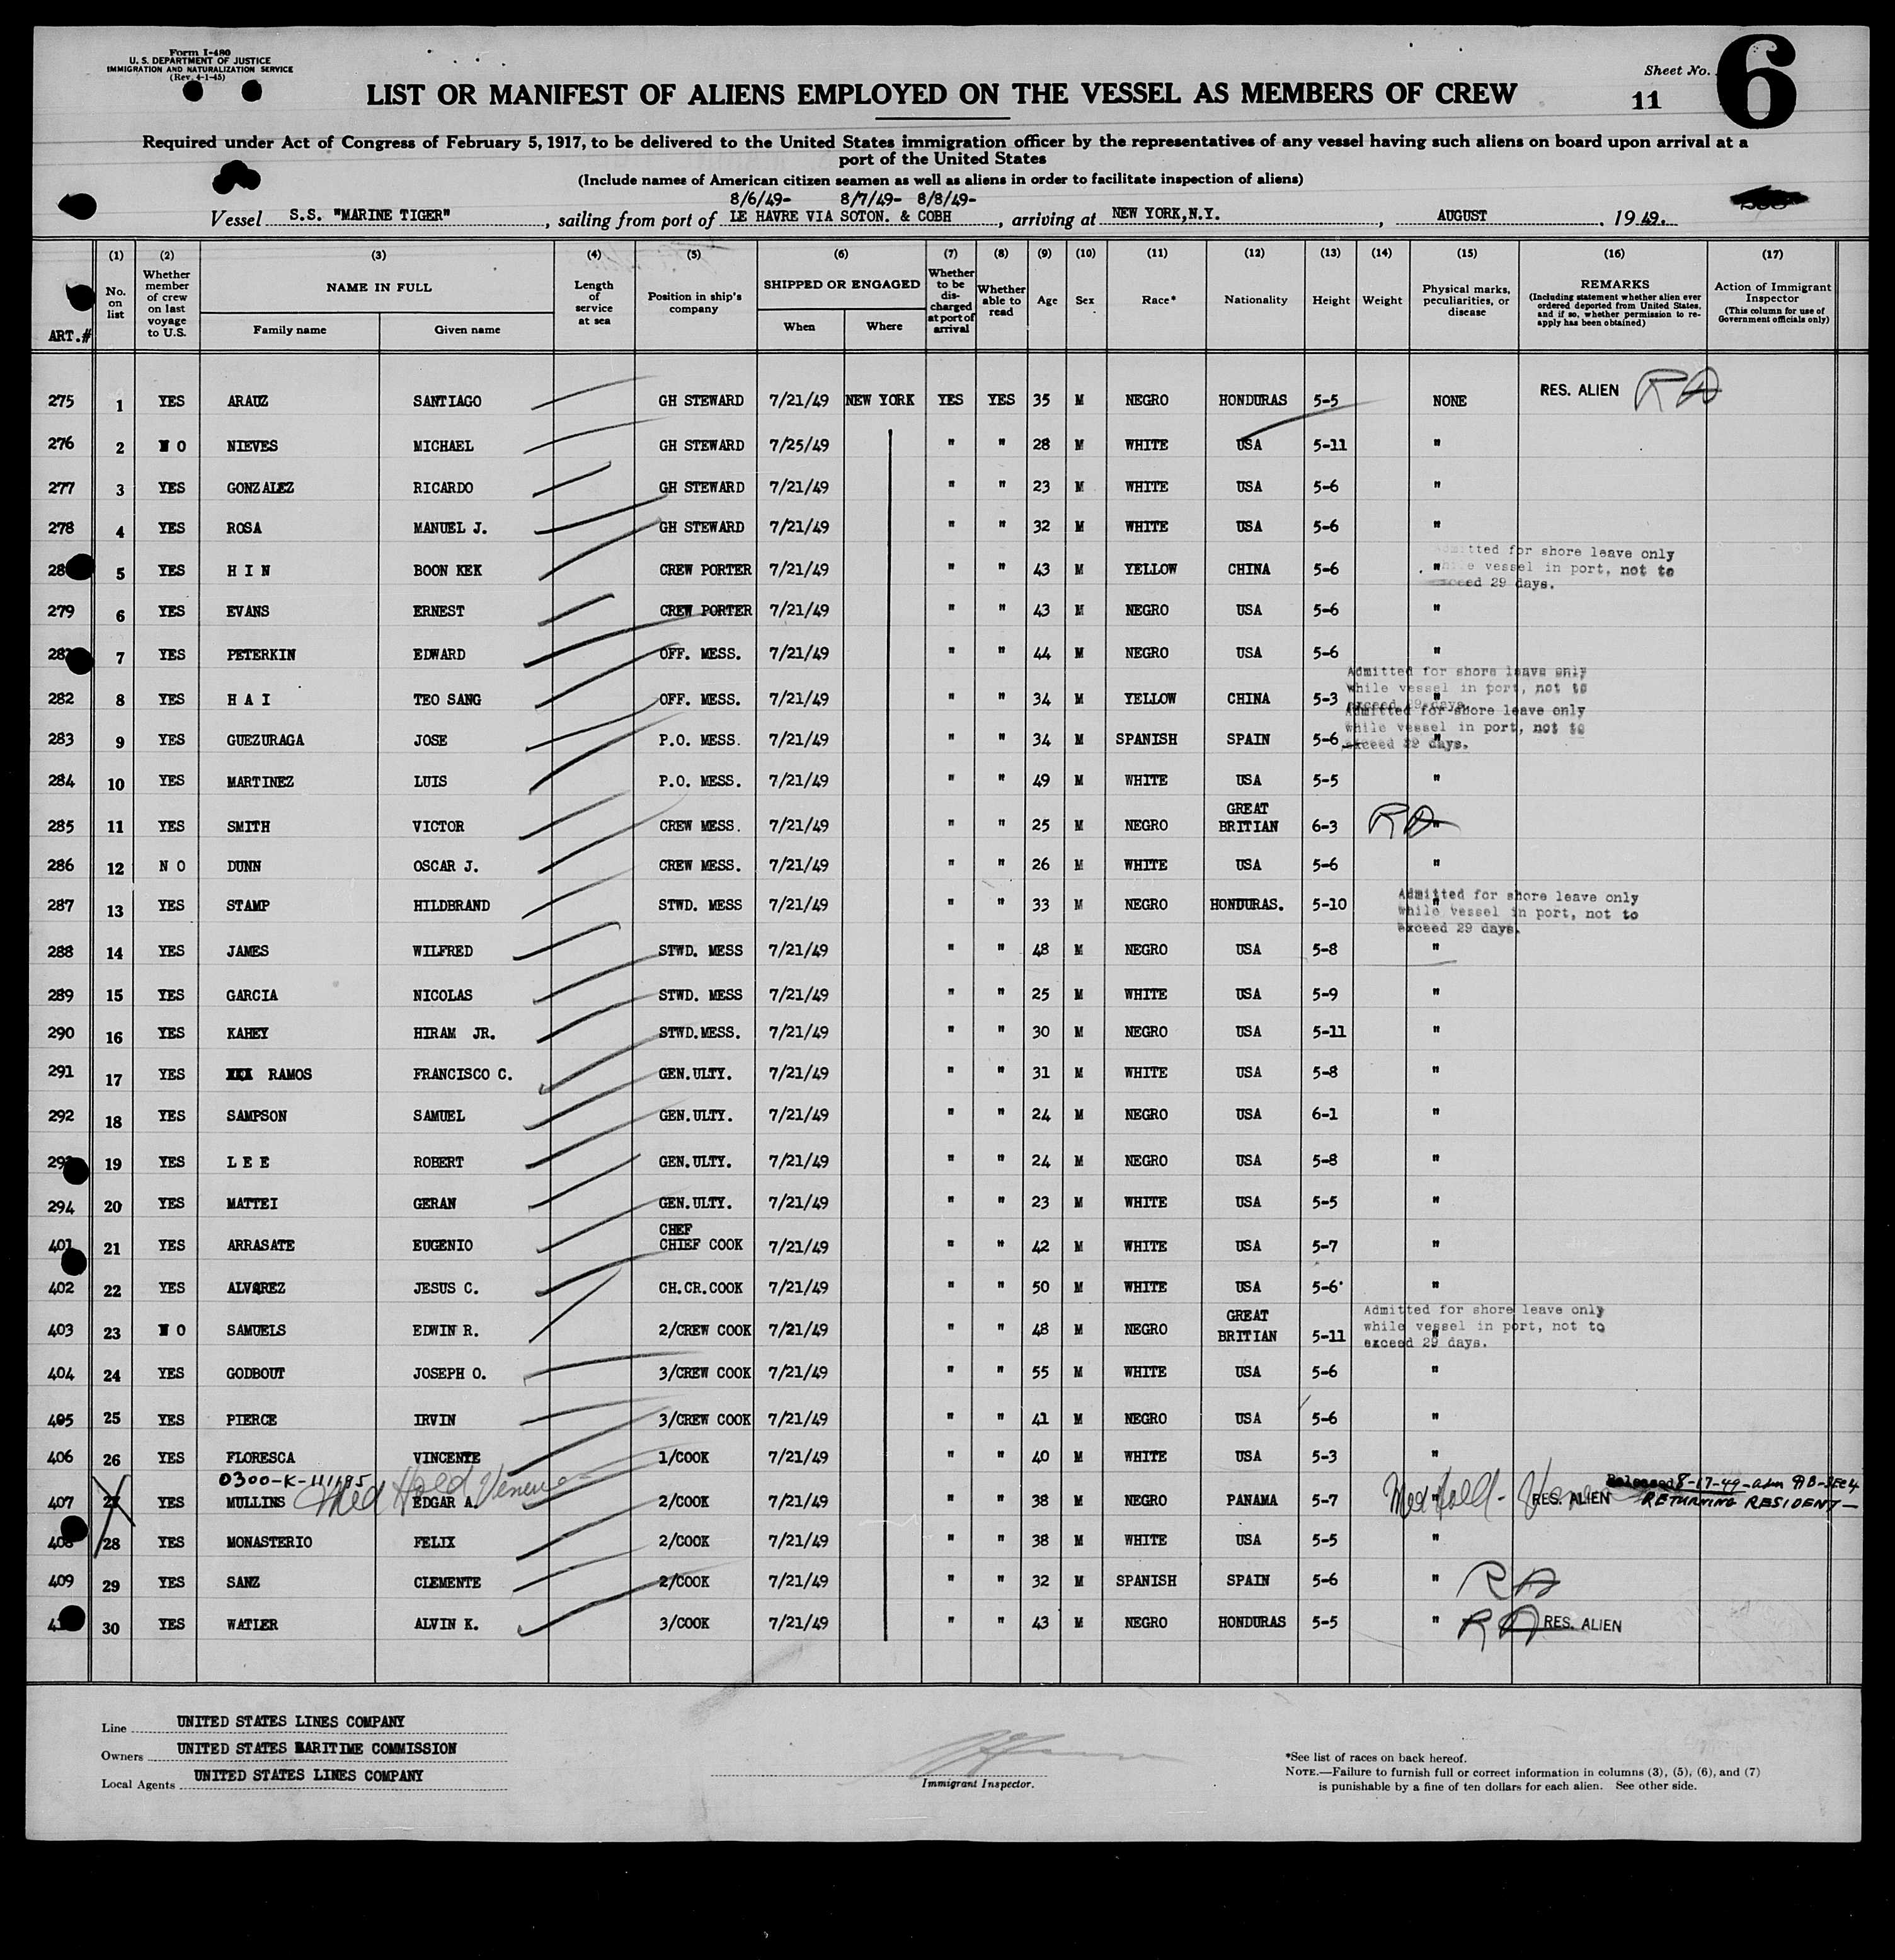 Form I-480
U. S. DEPARTMENT OF JUSTICE
IMMIGRATION AND NATURALIZATION SERVICE
(Rev. 4-1-45)
Sheet No.
6
11
LIST OR MANIFEST OF ALIENS EMPLOYED ON THE VESSEL AS MEMBERS OF CREW
Required under Act of Congress of February 5, 1917, to be delivered to the United States immigration officer by the representatives of any vessel having such aliens on board upon arrival at a
port of the United States
(Include names of American citizen seamen as well as aliens in order to facilitate inspection of aliens)
8/6/49- 8/7/49- 8/8/49-
Vessel S.S. "MARINE TIGER", sailing from port of LE HAVRE VIA SOTON. & COBH, arriving at NEW YORK,N.Y., AUGUST, 1949.
ART.#
(1) No. on list
(2) Whether member of crew on last voyage to U.S.
(3) NAME IN FULL Family name Given name
(4) Length of service at sea
(5) Position in ship's company
(6) SHIPPED OR ENGAGED When Where
(7) Whether to be discharged at port of arrival
(8) Whether able to read
(9) Age
(10) Sex
(11) Race*
(12) Nationality
(13) Height
(14) Weight
(15) Physical marks, peculiarities, or disease
(16) REMARKS (Including statement whether alien ever ordered deported from United States, and if so, whether permission to re-apply has been obtained)
(17) Action of Immigrant Inspector (This column for use of Government officials only)
275 1 YES ARAUZ SANTIAGO GH STEWARD 7/21/49 NEW YORK YES YES 35 M NEGRO HONDURAS 5-5 NONE RES. ALIEN RA
276 2 NO NIEVES MICHAEL GH STEWARD 7/25/49 " " 28 M WHITE USA 5-11 "
277 3 YES GONZALEZ RICARDO GH STEWARD 7/21/49 " " 23 M WHITE USA 5-6 "
278 4 YES ROSA MANUEL J. GH STEWARD 7/21/49 " " 32 M WHITE USA 5-6 "
28 5 YES H I N BOON KEK CREW PORTER 7/21/49 " " 43 M YELLOW CHINA 5-6 " Admitted for shore leave only while vessel in port, not to exceed 29 days.
279 6 YES EVANS ERNEST CREW PORTER 7/21/49 " " 43 M NEGRO USA 5-6 "
28 7 YES PETERKIN EDWARD OFF. MESS. 7/21/49 " " 44 M NEGRO USA 5-6 "
282 8 YES H A I TEO SANG OFF. MESS. 7/21/49 " " 34 M YELLOW CHINA 5-3 " Admitted for shore leave only while vessel in port, not to exceed 29 days.
283 9 YES GUEZURAGA JOSE P.O. MESS. 7/21/49 " " 34 M SPANISH SPAIN 5-6 " Admitted for shore leave only while vessel in port, not to exceed 29 days.
284 10 YES MARTINEZ LUIS P.O. MESS. 7/21/49 " " 49 M WHITE USA 5-5 "
285 11 YES SMITH VICTOR CREW MESS. 7/21/49 " " 25 M NEGRO GREAT BRITIAN 6-3 RA "
286 12 N O DUNN OSCAR J. CREW MESS. 7/21/49 " " 26 M WHITE USA 5-6 "
287 13 YES STAMP HILDBRAND STWD. MESS 7/21/49 " " 33 M NEGRO HONDURAS. 5-10 " Admitted for shore leave only while vessel in port, not to exceed 29 days.
288 14 YES JAMES WILFRED STWD. MESS 7/21/49 " " 48 M NEGRO USA 5-8 "
289 15 YES GARCIA NICOLAS STWD. MESS 7/21/49 " " 25 M WHITE USA 5-9 "
290 16 YES KAHEY HIRAM JR. STWD.MESS. 7/21/49 " " 30 M NEGRO USA 5-11 "
291 17 YES XXX RAMOS FRANCISCO C. GEN.ULTY. 7/21/49 " " 31 M WHITE USA 5-8 "
292 18 YES SAMPSON SAMUEL GEN.ULTY. 7/21/49 " " 24 M NEGRO USA 6-1 "
29 19 YES L E E ROBERT GEN.ULTY. 7/21/49 " " 24 M NEGRO USA 5-8 "
294 20 YES MATTEI GERAN GEN.ULTY. 7/21/49 " " 23 M WHITE USA 5-5 "
401 21 YES ARRASATE EUGENIO CHEF CHIEF COOK 7/21/49 " " 42 M WHITE USA 5-7 "
402 22 YES ALVAREZ JESUS C. CH.CR.COOK 7/21/49 " " 50 M WHITE USA 5-6 "
403 23 N O SAMUELS EDWIN R. 2/CREW COOK 7/21/49 " " 48 M NEGRO GREAT BRITIAN 5-11 " Admitted for shore leave only while vessel in port, not to exceed 29 days.
404 24 YES GODBOUT JOSEPH O. 3/CREW COOK 7/21/49 " " 55 M WHITE USA 5-6 "
405 25 YES PIERCE IRVIN 3/CREW COOK 7/21/49 " " 41 M NEGRO USA 5-6 "
406 26 YES FLORESCA VINCENTE 1/COOK 7/21/49 " " 40 M WHITE USA 5-3 "
0300-K-111195 Med Hold Released 8-17-49-adm
407 27 YES MULLINS EDGAR A. 2/COOK 7/21/49 " " 38 M NEGRO PANAMA 5-7 Med Hold- " RES. ALIEN RETURNING RESIDENT—
408 28 YES MONASTERIO FELIX 2/COOK 7/21/49 " " 38 M WHITE USA 5-5 "
409 29 YES SANZ CLEMENTE 2/COOK 7/21/49 " " 32 M SPANISH SPAIN 5-6 " RA
30 YES WATLER ALVIN K. 3/COOK 7/21/49 " " 43 M NEGRO HONDURAS 5-5 " RA RES. ALIEN
Line UNITED STATES LINES COMPANY
Owners UNITED STATES MARITIME COMMISSION
Local Agents UNITED STATES LINES COMPANY
Immigrant Inspector.
*See list of races on back hereof.
NOTE.—Failure to furnish full or correct information in columns (3), (5), (6), and (7)
is punishable by a fine of ten dollars for each alien. See other side.